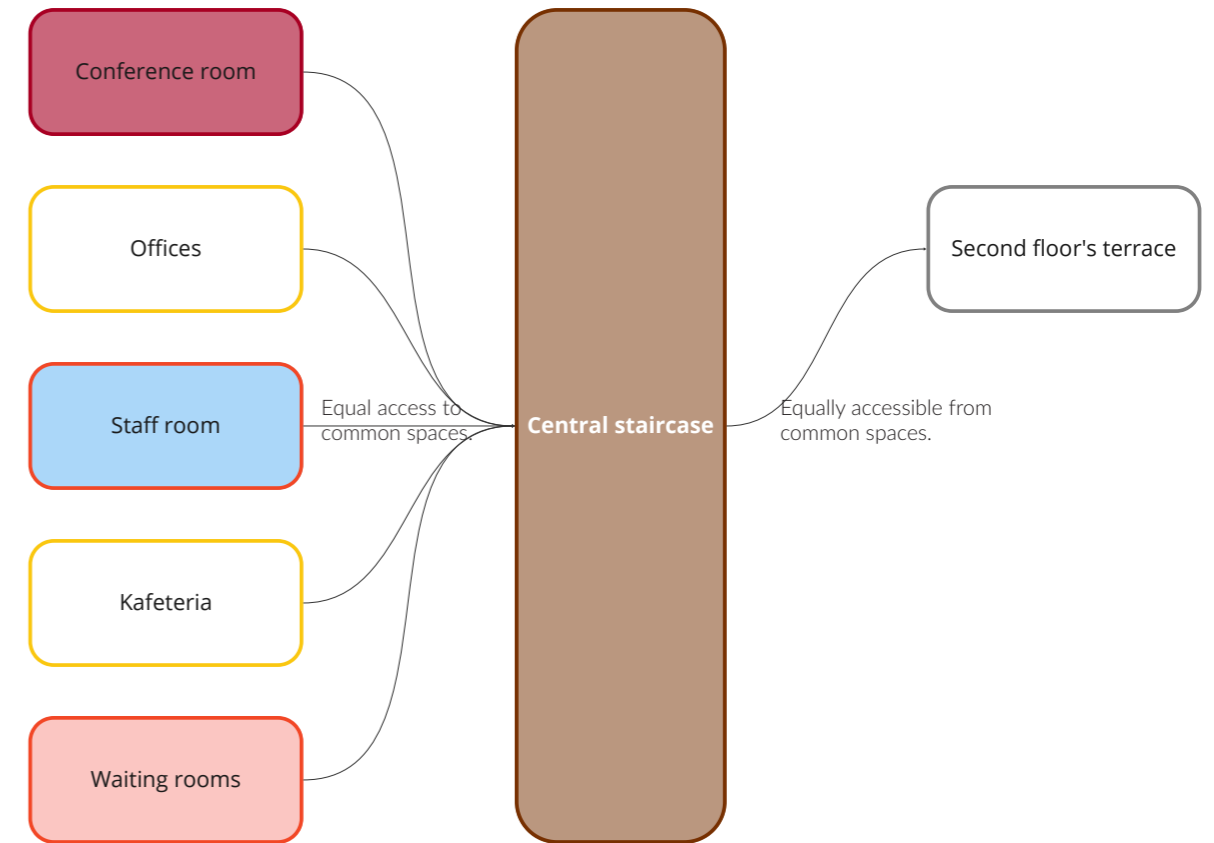 Conference room
Offices
Staff room
Kafeteria
Waiting rooms
Equal access to
common spaces.
Central staircase
Equally accessible from
common spaces.
Second floor's terrace